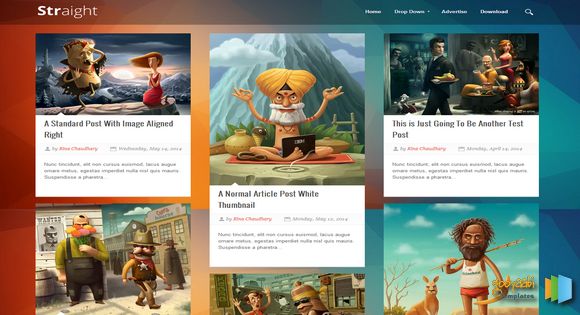 Straight
Home
Drop Down
Advertise
Download
A Standard Post With Image Aligned
Right
by Rina Chaudhary
Wednesday, May 14, 2014
Nunc tincidunt, elit non cursus euismod, lacus augue
ornare metus, egestas imperdiet nulla nisl quis mauris.
Suspendisse a pharetra...
A Normal Article Post White
Thumbnail
by Rina Chaudhary
Monday, May 12, 2014
Nunc tincidunt, elit non cursus euismod, lacus augue
ornare metus, egestas imperdiet nulla nisl quis mauris.
Suspendisse a pharetra...
This is Just Going To Be Another Test
Post
by Rina Chaudhary
Monday, April 14, 2014
Nunc tincidunt, elit non cursus euismod, lacus augue
ornare metus, egestas imperdiet nulla nisl quis mauris.
Suspendisse a pharetra...
WANTED